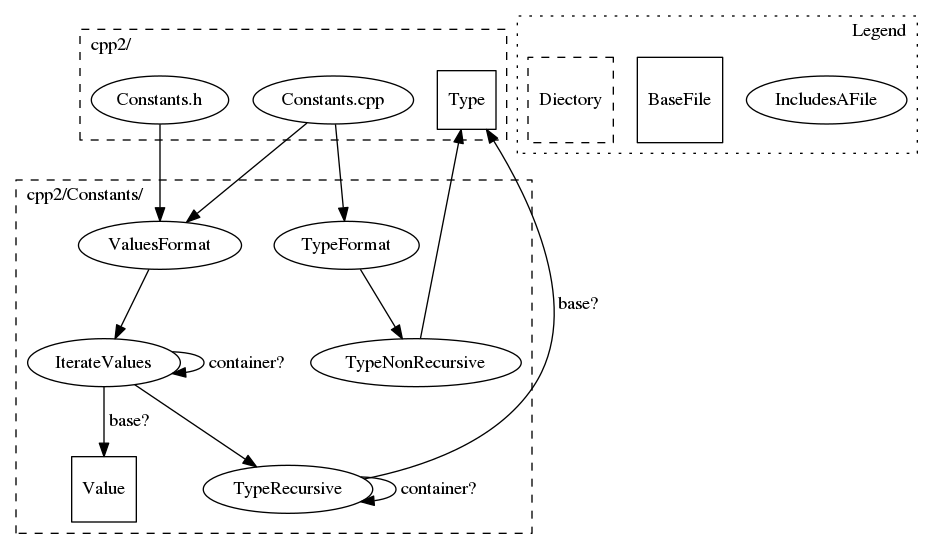 cpp2/
Constants.h
Constants.cpp
Type
Legend
Diectory
BaseFile
IncludesAFile
cpp2/Constants/
ValuesFormat
TypeFormat
base?
IterateValues
container?
TypeNonRecursive
base?
Value
TypeRecursive
container?